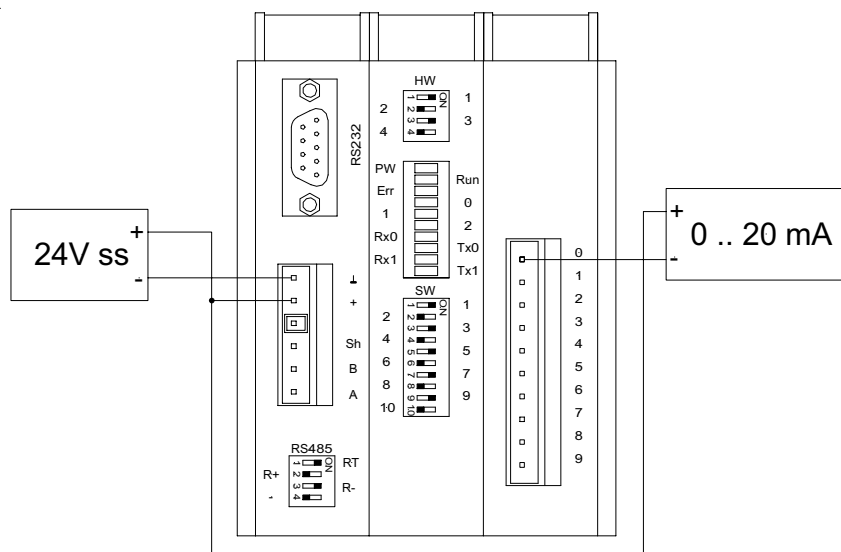 HW
1
2
3
4
1 2 3 4
ON
RS232
PW
Run
Err
0
1
2
Rx0
Tx0
Rx1
Tx1
+
24V ss
-
+
0 .. 20 mA
-
⊥
+
Sh
B
A
SW
1
2
3
4
5
6
7
8
9
10
1 2 3 4 5 6 7 8 9 10
ON
0
1
2
3
4
5
6
7
8
9
RS485
RT
R+
R-
-
1 2 3 4
ON